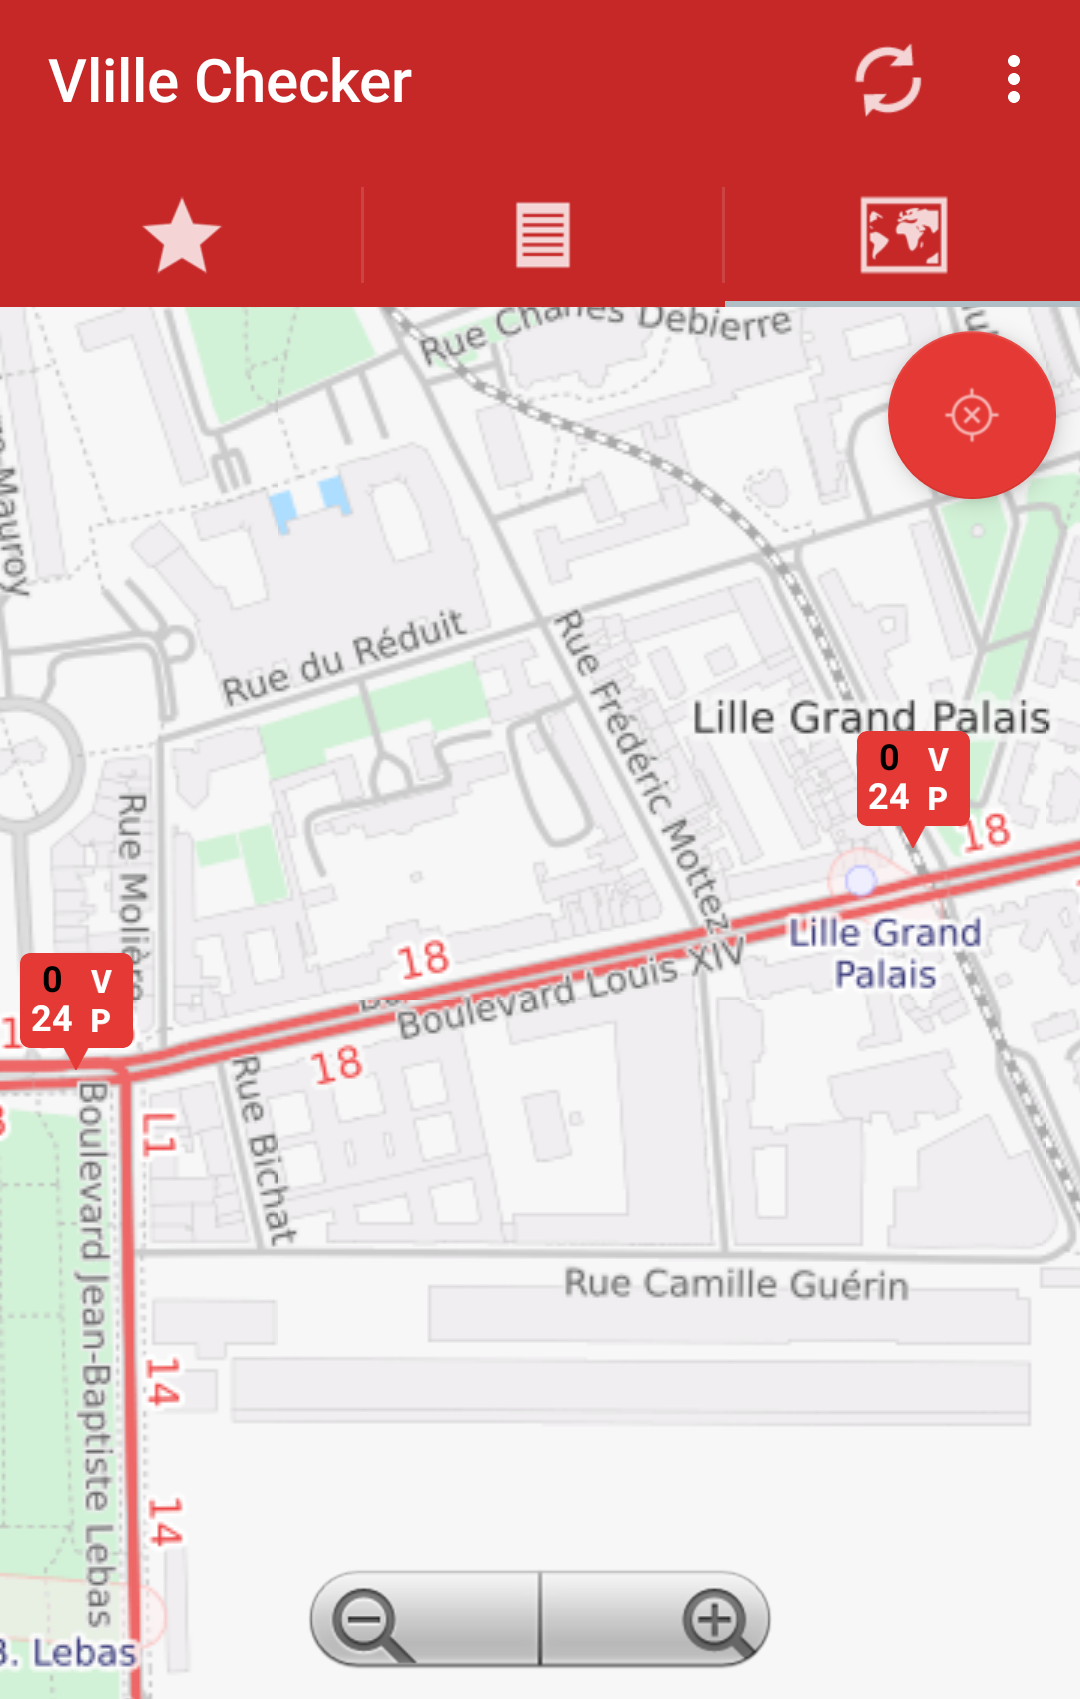 Vlille Checker
Rue Charles Debierre
Mauroy
Rue du Réduit
Rue Frédéric Mottez
Lille Grand Palais
0 V
24 P
18
Rue Molière
Lille Grand
Palais
18
Boulevard Louis XIV
0 V
24 P
18
Rue Bichat
L1
Boulevard Jean-Baptiste Lebas
Rue Camille Guérin
14
14
B. Lebas